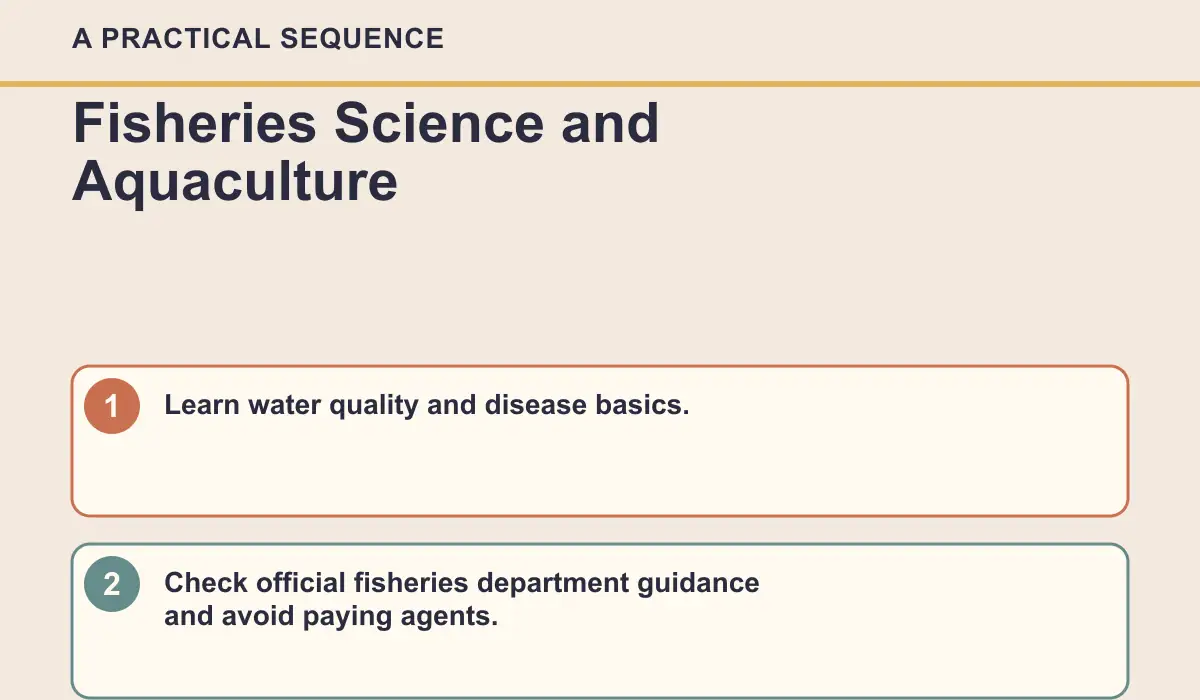 A PRACTICAL SEQUENCE
Fisheries Science and
Aquaculture
1
Learn water quality and disease basics.
2
Check official fisheries department guidance
and avoid paying agents.